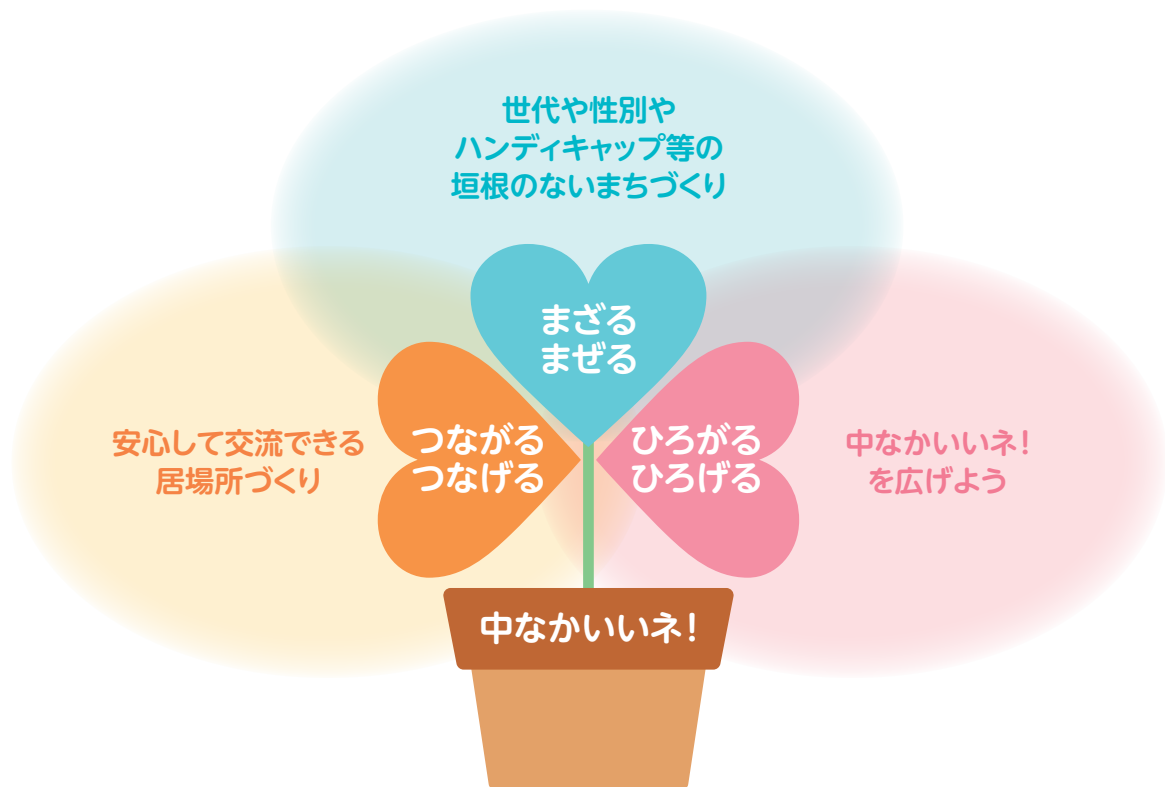 世代や性別や
ハンディキャップ等の
垣根のないまちづくり
まざる
まぜる
安心して交流できる
居場所づくり
つながる
つなげる
ひろがる
ひろげる
中なかいいネ！
を広げよう
中なかいいネ！